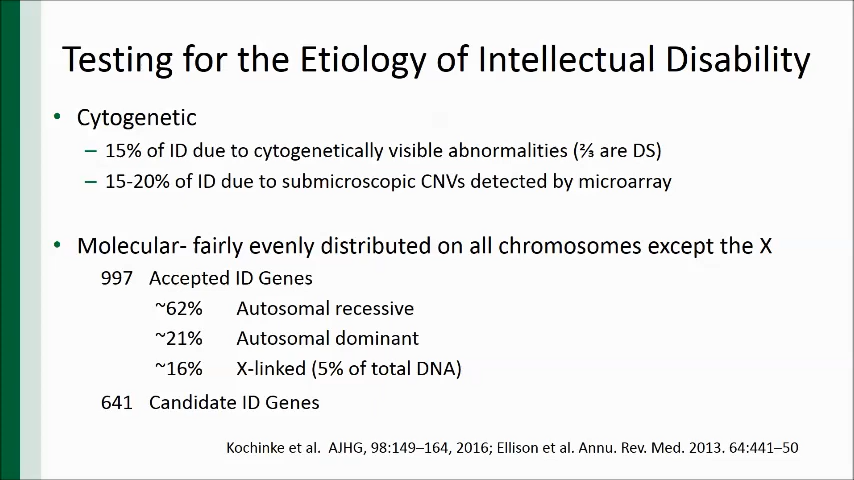 Testing for the Etiology of Intellectual Disability
• Cytogenetic
– 15% of ID due to cytogenetically visible abnormalities (⅔ are DS)
– 15-20% of ID due to submicroscopic CNVs detected by microarray
• Molecular- fairly evenly distributed on all chromosomes except the X
997 Accepted ID Genes
~62% Autosomal recessive
~21% Autosomal dominant
~16% X-linked (5% of total DNA)
641 Candidate ID Genes
Kochinke et al. AJHG, 98:149–164, 2016; Ellison et al. Annu. Rev. Med. 2013. 64:441–50